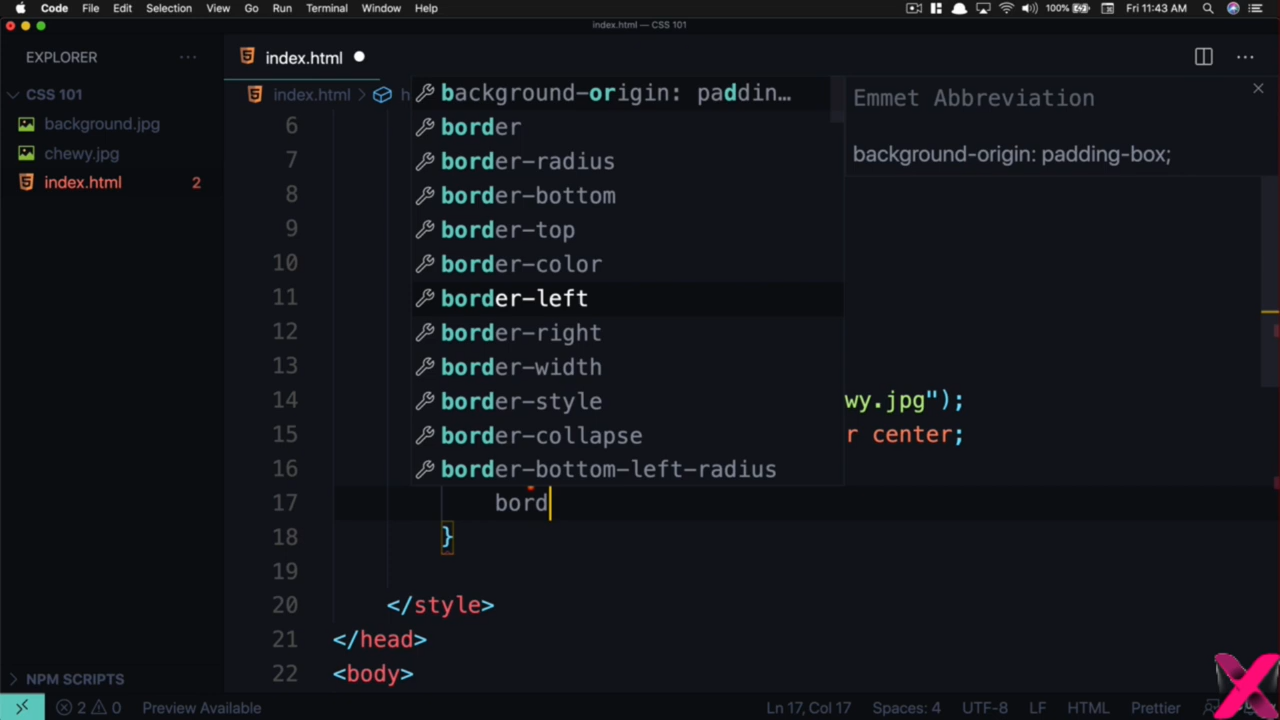 Code File Edit Selection View Go Run Terminal Window Help 100% Fri 11:43 AM
index.html — CSS 101
EXPLORER
CSS 101
background.jpg
chewy.jpg
index.html 2
NPM SCRIPTS
index.html
index.html > h
background-origin: paddin...
border
border-radius
border-bottom
border-top
border-color
border-left
border-right
border-width
border-style
border-collapse
border-bottom-left-radius
Emmet Abbreviation
background-origin: padding-box;
6
7
8
9
10
11
12
13
14 wy.jpg");
15 r center;
16
17 bord
18 }
19
20 </style>
21 </head>
22 <body>
2 0 Preview Available Ln 17, Col 17 Spaces: 4 UTF-8 LF HTML Prettier